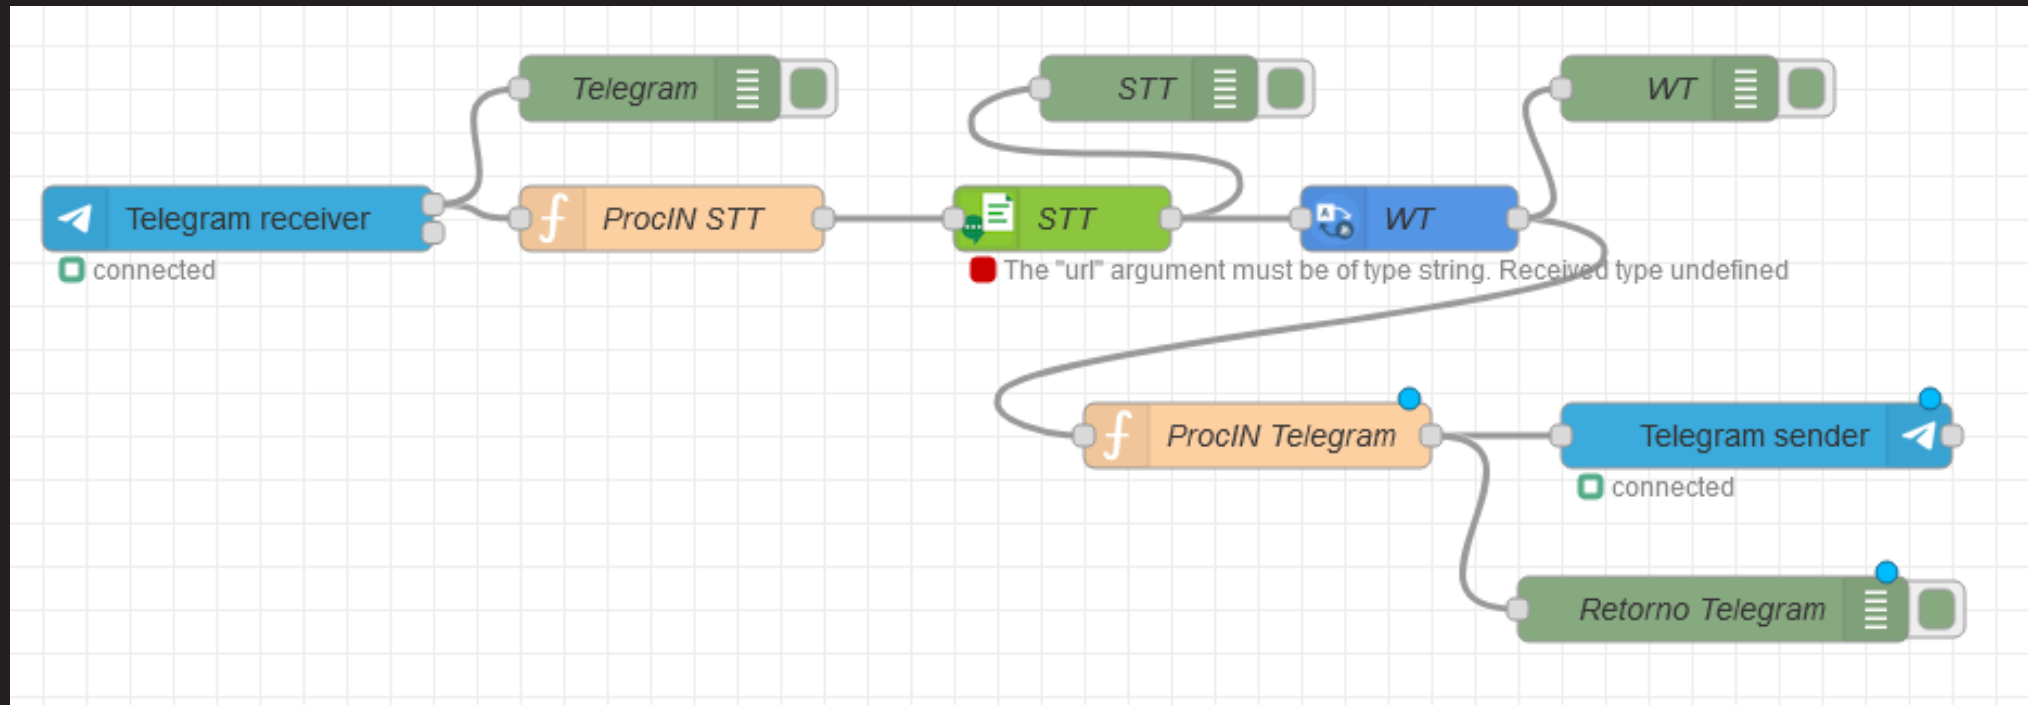 Telegram
STT
WT
Telegram receiver
ProcIN STT
STT
WT
connected
The "url" argument must be of type string. Received type undefined
ProcIN Telegram
Telegram sender
connected
Retorno Telegram